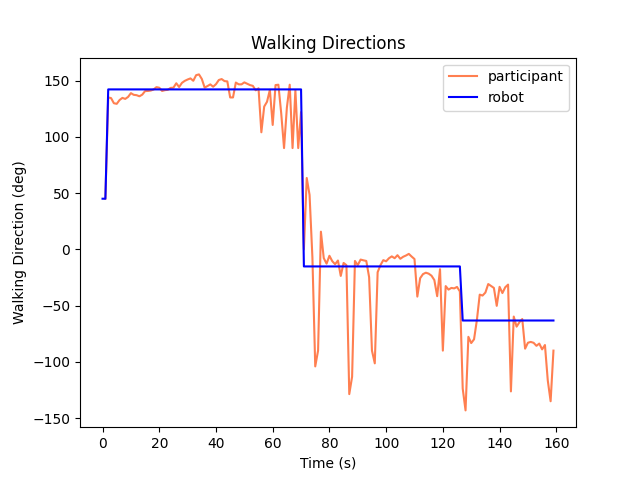 Walking Directions
participant
robot
Walking Direction (deg)
150
100
50
0
−50
−100
−150
0 20 40 60 80 100 120 140 160
Time (s)